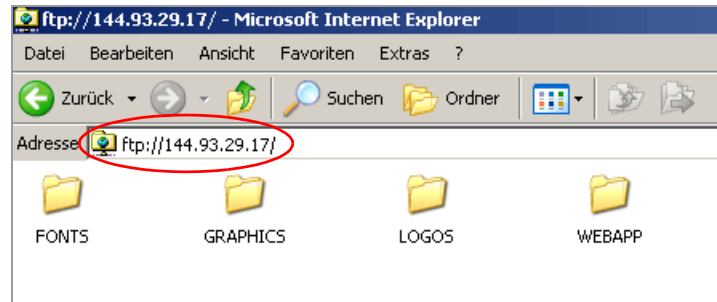 ftp://144.93.29.17/ - Microsoft Internet Explorer
Datei Bearbeiten Ansicht Favoriten Extras ?
Zurück Suchen Ordner
Adresse ftp://144.93.29.17/
FONTS GRAPHICS LOGOS WEBAPP